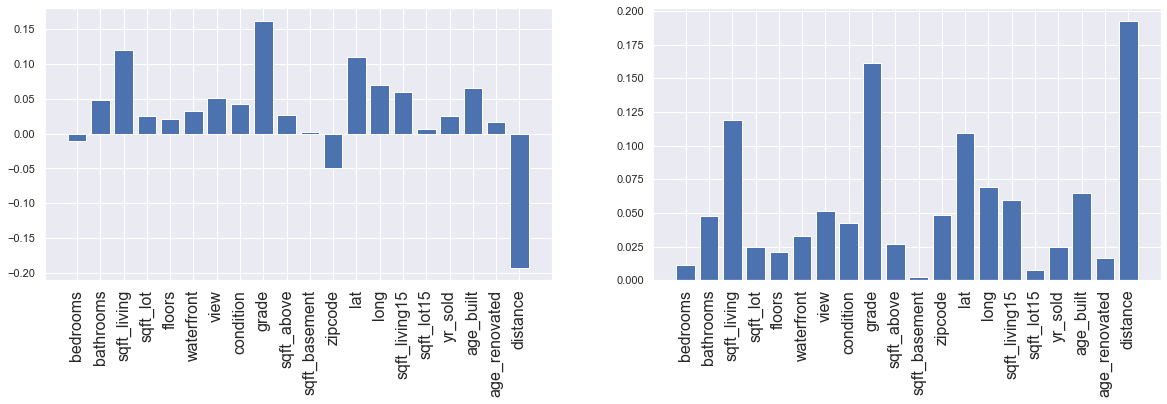 0.15
0.10
0.05
0.00
−0.05
−0.10
−0.15
−0.20
bedrooms
bathrooms
sqft_living
sqft_lot
floors
waterfront
view
condition
grade
sqft_above
sqft_basement
zipcode
lat
long
sqft_living15
sqft_lot15
yr_sold
age_built
age_renovated
distance
0.200
0.175
0.150
0.125
0.100
0.075
0.050
0.025
0.000
bedrooms
bathrooms
sqft_living
sqft_lot
floors
waterfront
view
condition
grade
sqft_above
sqft_basement
zipcode
lat
long
sqft_living15
sqft_lot15
yr_sold
age_built
age_renovated
distance